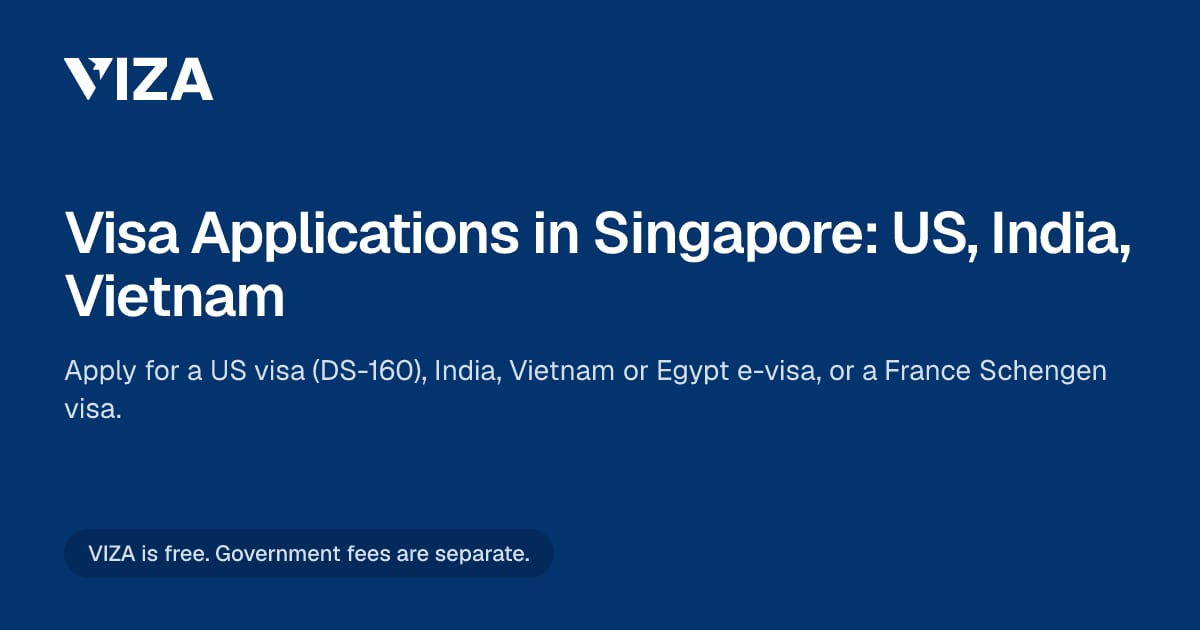 VIZA
Visa Applications in Singapore: US, India,
Vietnam
Apply for a US visa (DS-160), India, Vietnam or Egypt e-visa, or a France Schengen
visa.
VIZA is free. Government fees are separate.